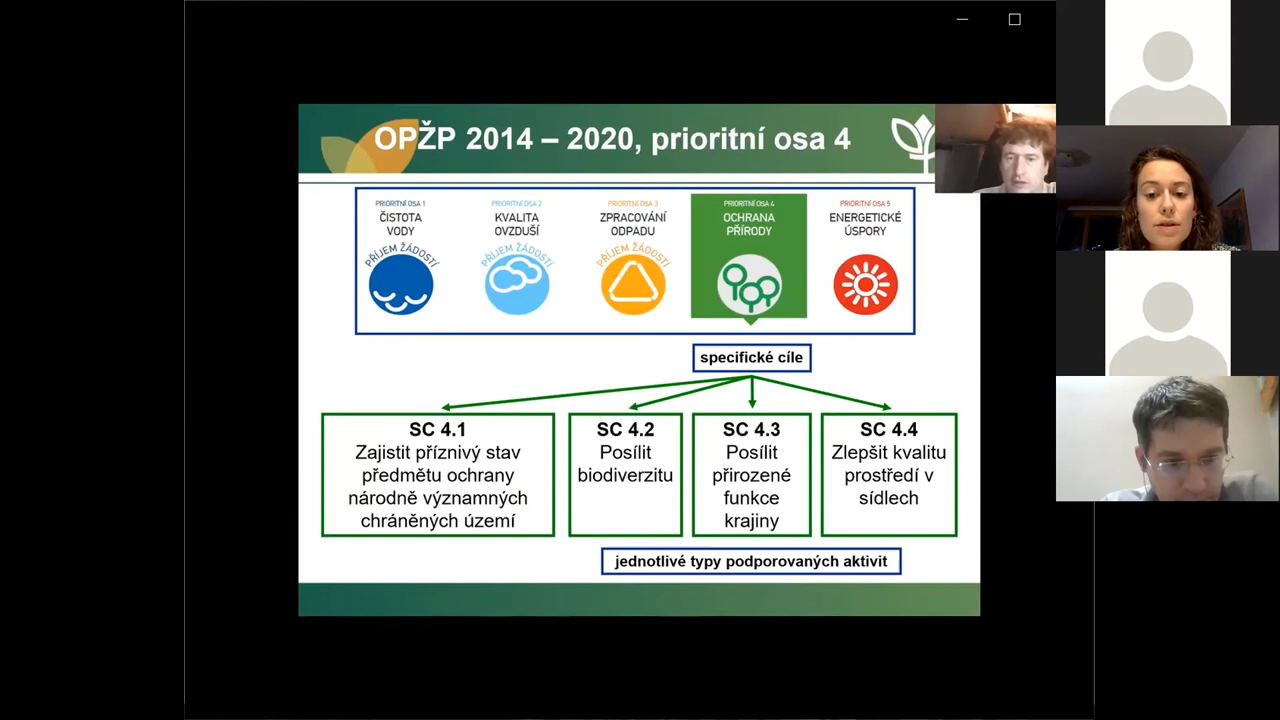 OPŽP 2014 – 2020, prioritní osa 4
PRIORITNÍ OSA 1
ČISTOTA
VODY
PŘÍJEM ŽÁDOSTÍ
PRIORITNÍ OSA 2
KVALITA
OVZDUŠÍ
PŘÍJEM ŽÁDOSTÍ
PRIORITNÍ OSA 3
ZPRACOVÁNÍ
ODPADU
PŘÍJEM ŽÁDOSTÍ
PRIORITNÍ OSA 4
OCHRANA
PŘÍRODY
PRIORITNÍ OSA 5
ENERGETICKÉ
ÚSPORY
specifické cíle
SC 4.1
Zajistit příznivý stav
předmětu ochrany
národně významných
chráněných území
SC 4.2
Posílit
biodiverzitu
SC 4.3
Posílit
přirozené
funkce
krajiny
SC 4.4
Zlepšit kvalitu
prostředí v
sídlech
jednotlivé typy podporovaných aktivit